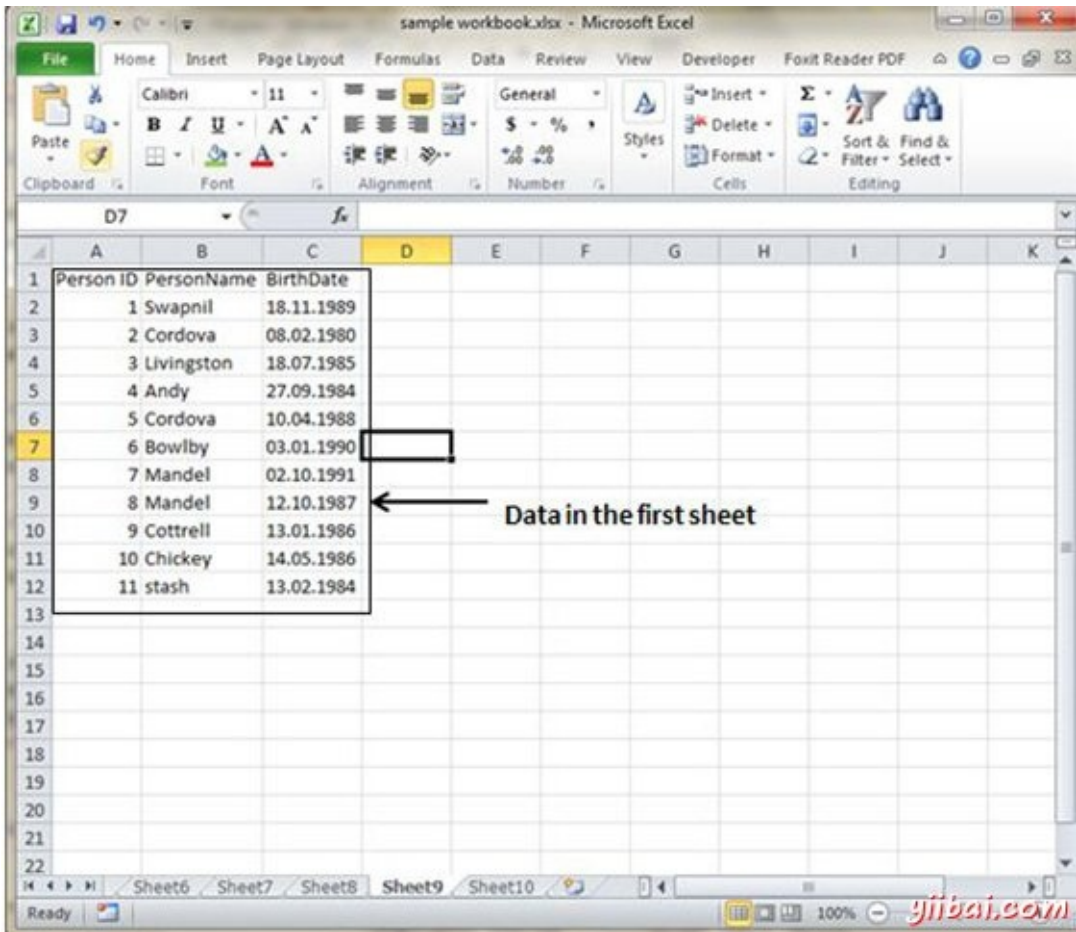 sample workbook.xlsx - Microsoft Excel
File Home Insert Page Layout Formulas Data Review View Developer Foxit Reader PDF
Calibri 11 General Insert Σ
Paste B I U A A $ % , Styles Delete Sort & Find &
A Format Filter Select
Clipboard Font Alignment Number Cells Editing
D7 fx
A B C D E F G H I J K
1 Person ID PersonName BirthDate
2 1 Swapnil 18.11.1989
3 2 Cordova 08.02.1980
4 3 Livingston 18.07.1985
5 4 Andy 27.09.1984
6 5 Cordova 10.04.1988
7 6 Bowlby 03.01.1990
8 7 Mandel 02.10.1991
9 8 Mandel 12.10.1987
Data in the first sheet
10 9 Cottrell 13.01.1986
11 10 Chickey 14.05.1986
12 11 stash 13.02.1984
13
14
15
16
17
18
19
20
21
22
Sheet6 Sheet7 Sheet8 Sheet9 Sheet10
Ready 100% yiibai.com